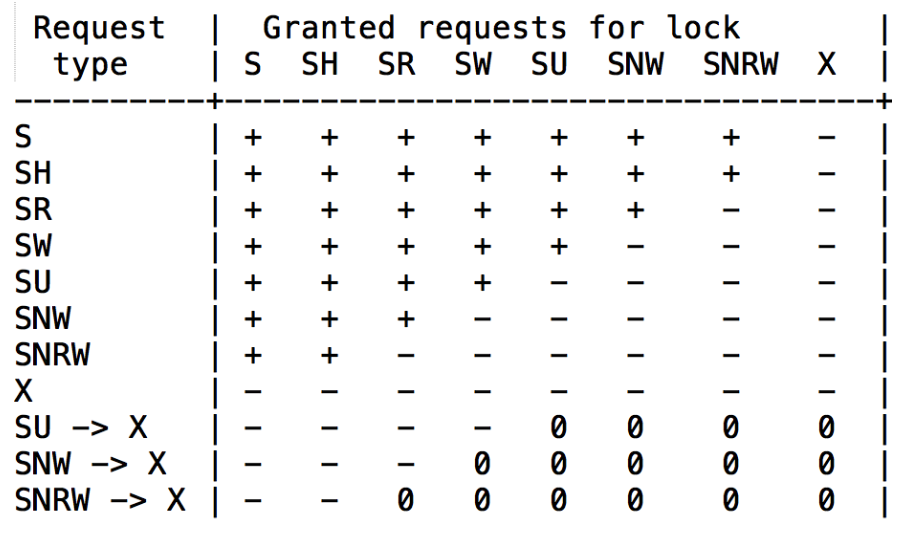 Request | Granted requests for lock |
type | S SH SR SW SU SNW SNRW X |
----------+---------------------------------+
S | + + + + + + + - |
SH | + + + + + + + - |
SR | + + + + + + - - |
SW | + + + + + - - - |
SU | + + + + - - - - |
SNW | + + + - - - - - |
SNRW | + + - - - - - - |
X | - - - - - - - - |
SU -> X | - - - - 0 0 0 0 |
SNW -> X | - - - 0 0 0 0 0 |
SNRW -> X | - - 0 0 0 0 0 0 |